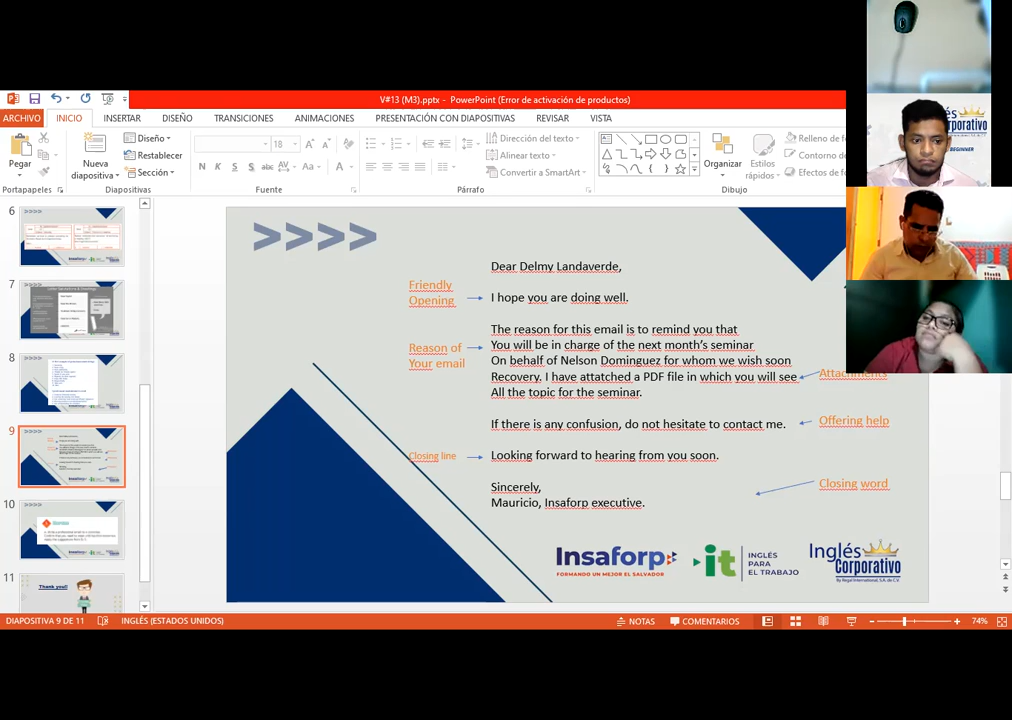 V#13 (M3).pptx - PowerPoint (Error de activación de productos)
ARCHIVO INICIO INSERTAR DISEÑO TRANSICIONES ANIMACIONES PRESENTACIÓN CON DIAPOSITIVAS REVISAR VISTA
Pegar
Nueva
diapositiva
Diseño
Restablecer
Sección
18
N K S abc AV Aa A
Dirección del texto
Alinear texto
Convertir a SmartArt
Organizar
Estilos
rápidos
Relleno de
Contorno d
Efectos de
Portapapeles Diapositivas Fuente Párrafo Dibujo
6
7
8
9
10
11
Thank you!!
>>>>
Dear Delmy Landaverde,
Friendly
Opening
I hope you are doing well.
Reason of
Your email
The reason for this email is to remind you that
You will be in charge of the next month's seminar
On behalf of Nelson Dominguez for whom we wish soon
Recovery. I have attatched a PDF file in which you will see
All the topic for the seminar.
Attachments
If there is any confusion, do not hesitate to contact me.
Offering help
Closing line
Looking forward to hearing from you soon.
Sincerely,
Mauricio, Insaforp executive.
Closing word
Insaforp
FORMANDO UN MEJOR EL SALVADOR
it
INGLÉS
PARA
EL TRABAJO
Inglés
Corporativo
Corporativo
BEGINNER
DIAPOSITIVA 9 DE 11 INGLÉS (ESTADOS UNIDOS) NOTAS COMENTARIOS 74%